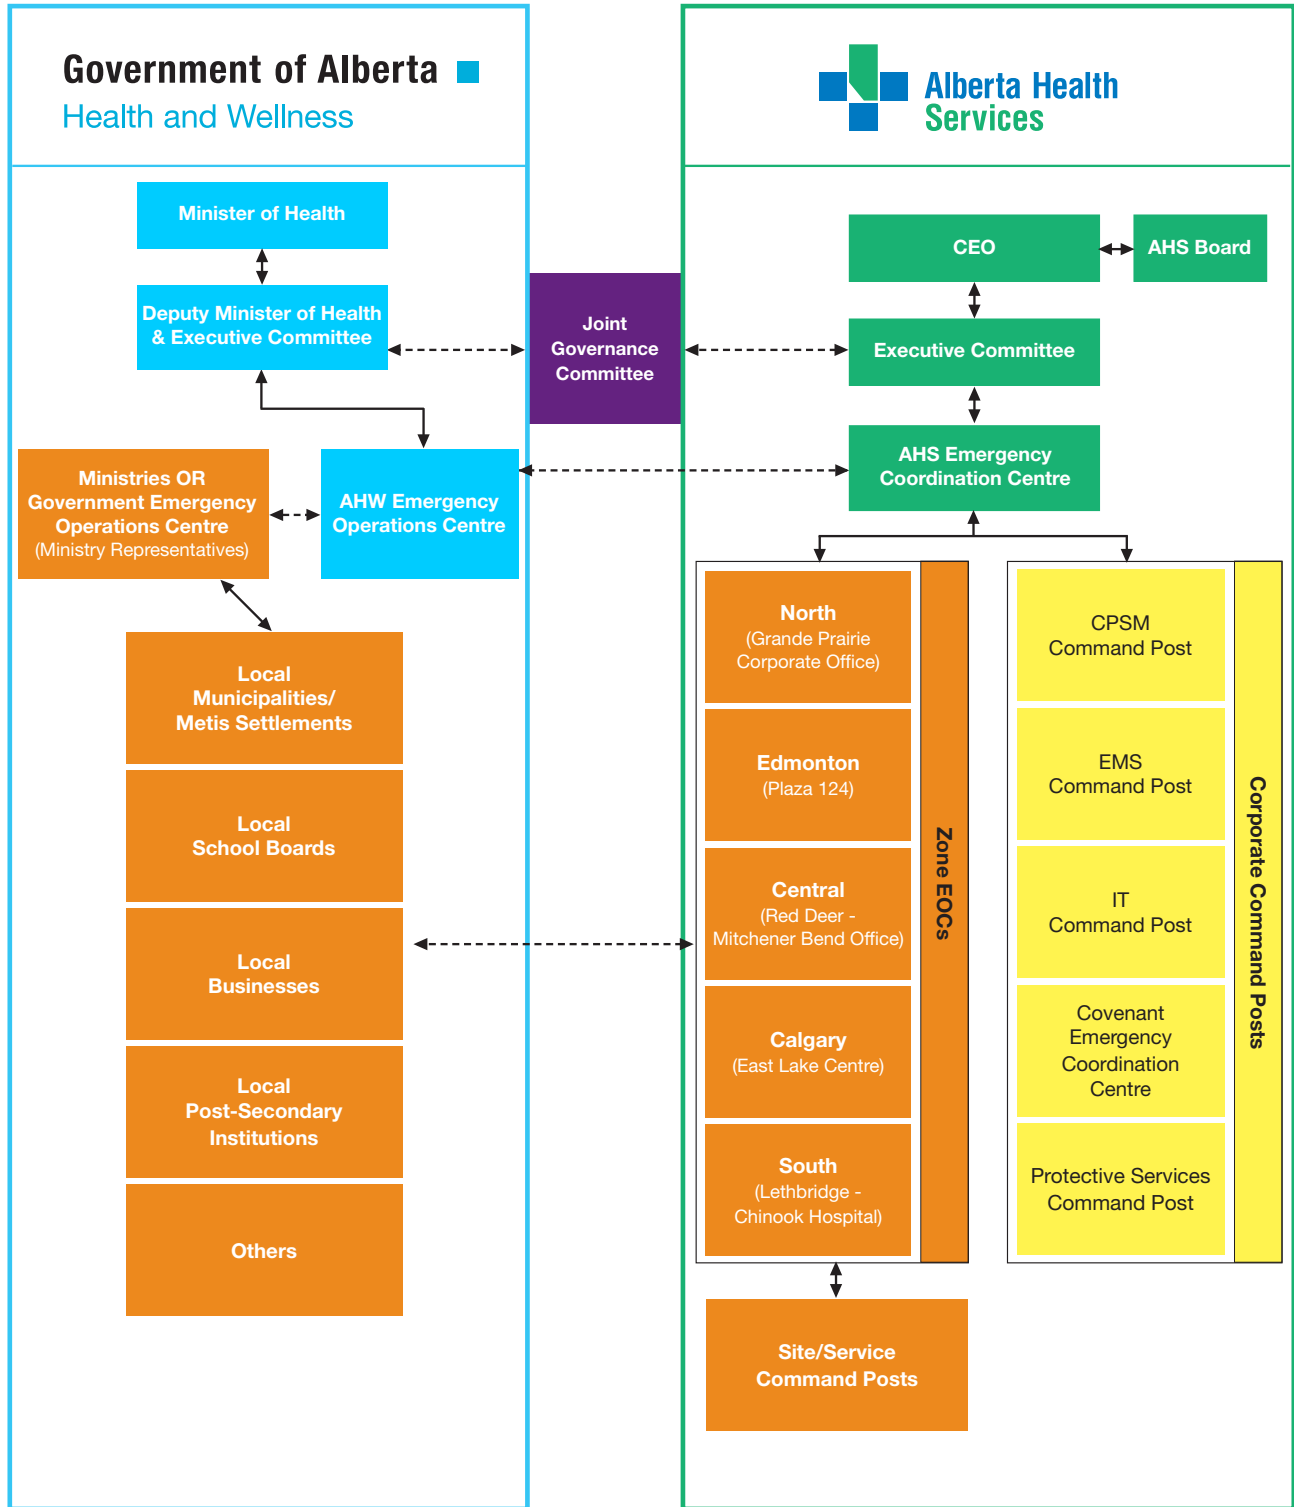 Government of Alberta
Health and Wellness
Minister of Health
Deputy Minister of Health
& Executive Committee
Ministries OR
Government Emergency
Operations Centre
(Ministry Representatives)
AHW Emergency
Operations Centre
Local
Municipalities/
Metis Settlements
Local
School Boards
Local
Businesses
Local
Post-Secondary
Institutions
Others
Joint
Governance
Committee
Alberta Health
Services
CEO
AHS Board
Executive Committee
AHS Emergency
Coordination Centre
North
(Grande Prairie
Corporate Office)
Edmonton
(Plaza 124)
Central
(Red Deer -
Mitchener Bend Office)
Calgary
(East Lake Centre)
South
(Lethbridge -
Chinook Hospital)
Zone EOCs
CPSM
Command Post
EMS
Command Post
IT
Command Post
Covenant
Emergency
Coordination
Centre
Protective Services
Command Post
Corporate Command Posts
Site/Service
Command Posts